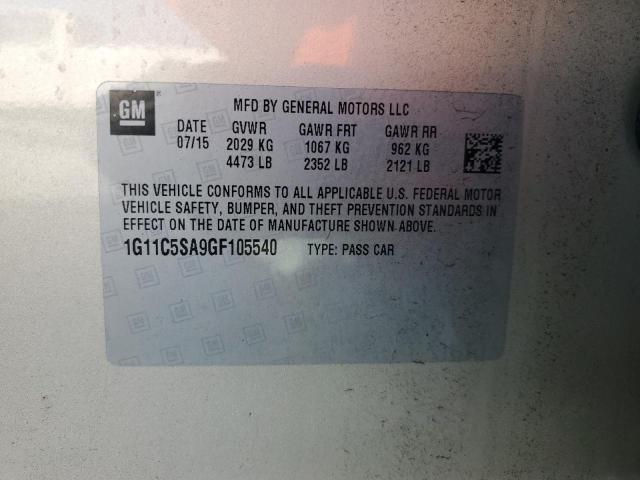 GM
MFD BY GENERAL MOTORS LLC
DATE GVWR GAWR FRT GAWR RR
07/15 2029 KG 1067 KG 962 KG
4473 LB 2352 LB 2121 LB
THIS VEHICLE CONFORMS TO ALL APPLICABLE U.S. FEDERAL MOTOR
VEHICLE SAFETY, BUMPER, AND THEFT PREVENTION STANDARDS IN
EFFECT ON THE DATE OF MANUFACTURE SHOWN ABOVE.
1G11C5SA9GF105540 TYPE: PASS CAR